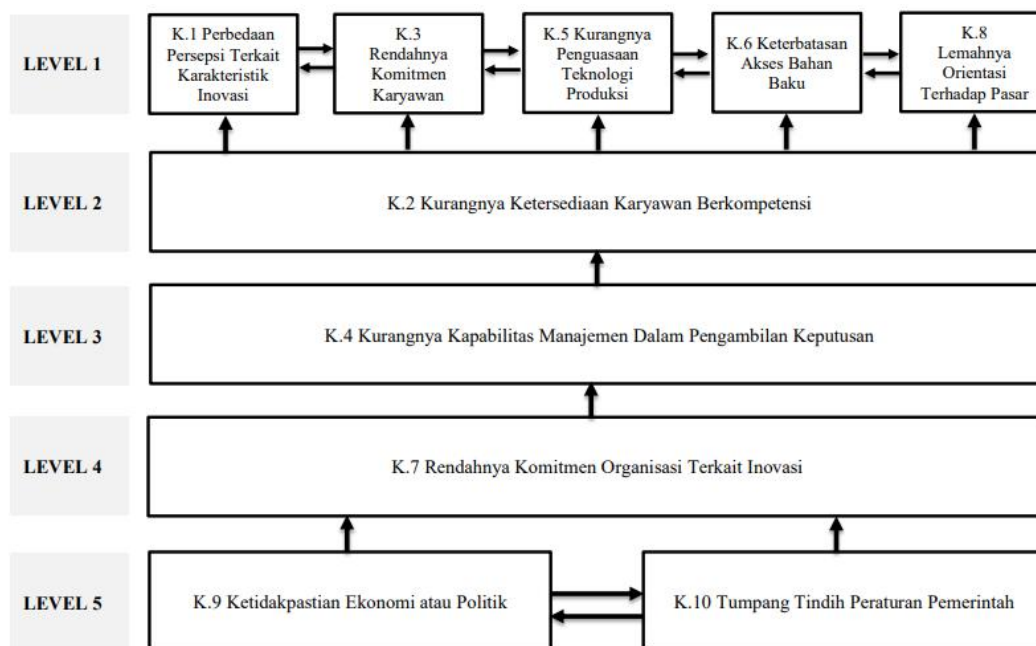 LEVEL 1
K.1 Perbedaan
Persepsi Terkait
Karakteristik
Inovasi
K.3
Rendahnya
Komitmen
Karyawan
K.5 Kurangnya
Penguasaan
Teknologi
Produksi
K.6 Keterbatasan
Akses Bahan
Baku
K.8
Lemahnya
Orientasi
Terhadap Pasar
LEVEL 2
K.2 Kurangnya Ketersediaan Karyawan Berkompetensi
LEVEL 3
K.4 Kurangnya Kapabilitas Manajemen Dalam Pengambilan Keputusan
LEVEL 4
K.7 Rendahnya Komitmen Organisasi Terkait Inovasi
LEVEL 5
K.9 Ketidakpastian Ekonomi atau Politik
K.10 Tumpang Tindih Peraturan Pemerintah